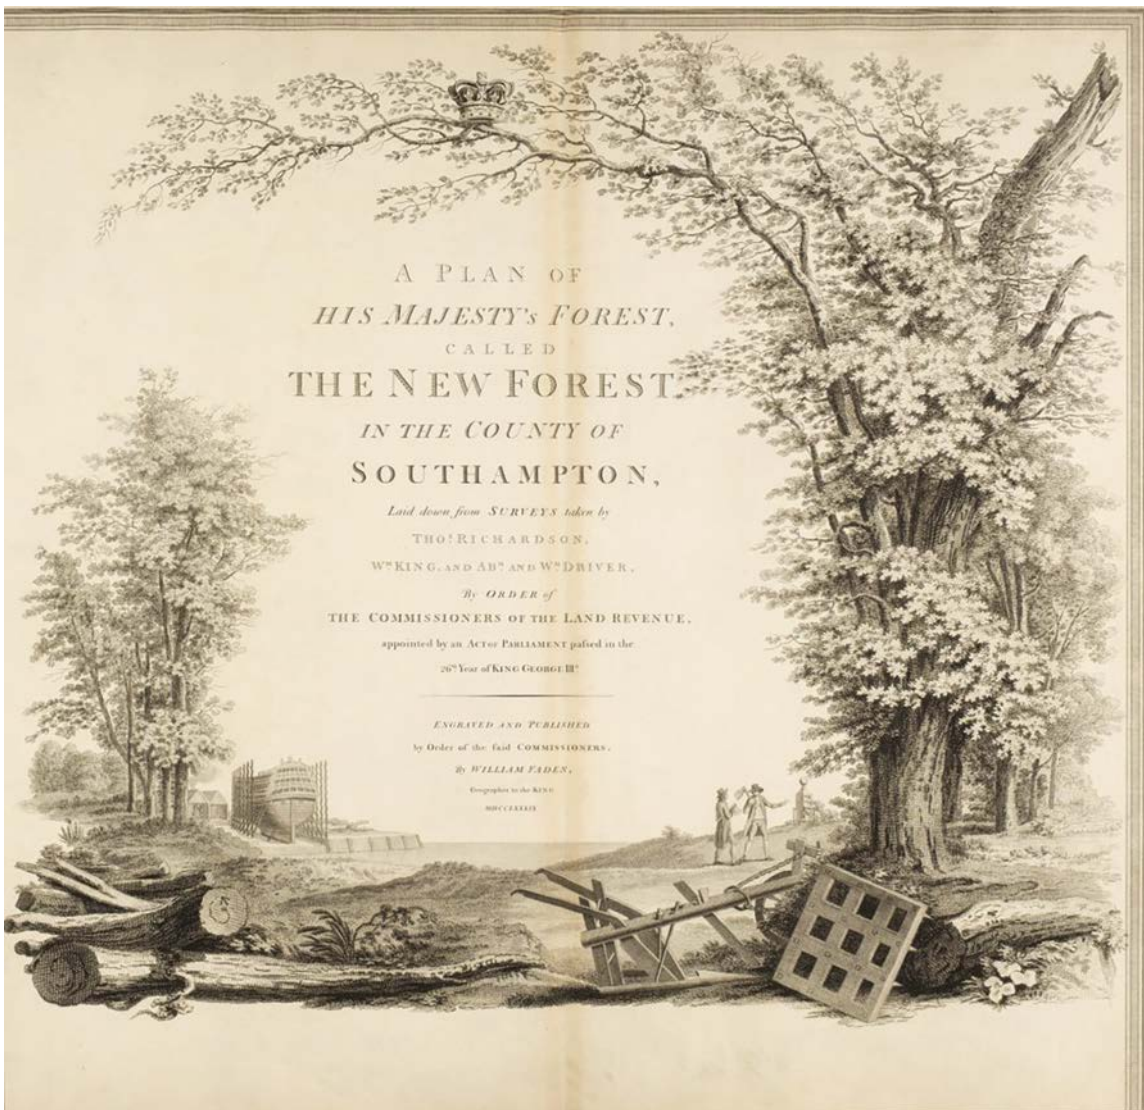 A PLAN OF
HIS MAJESTY's FOREST,
CALLED
THE NEW FOREST,
IN THE COUNTY OF
SOUTHAMPTON,
Laid down from SURVEYS taken by
THOˢ. RICHARDSON,
Wᵐ KING, AND ABᵐ AND Wᵐ DRIVER,
By ORDER of
THE COMMISSIONERS OF THE LAND REVENUE,
appointed by an ACT OF PARLIAMENT paſsed in the
26ᵗʰ Year of KING GEORGE IIIᵈ
ENGRAVED AND PUBLISHED
by Order of the ſaid COMMISSIONERS,
By WILLIAM FADEN,
Geographer to the KING
MDCCLXXXIX